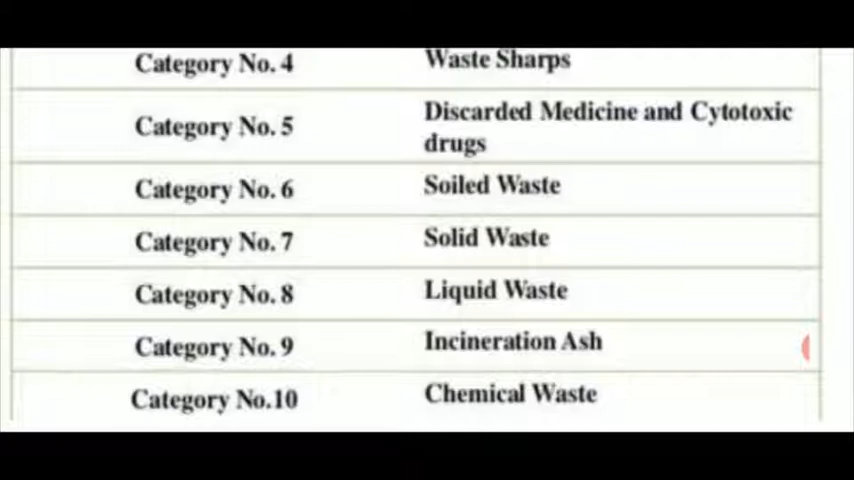 Category No. 4 Waste Sharps
Category No. 5 Discarded Medicine and Cytotoxic
drugs
Category No. 6 Soiled Waste
Category No. 7 Solid Waste
Category No. 8 Liquid Waste
Category No. 9 Incineration Ash
Category No.10 Chemical Waste